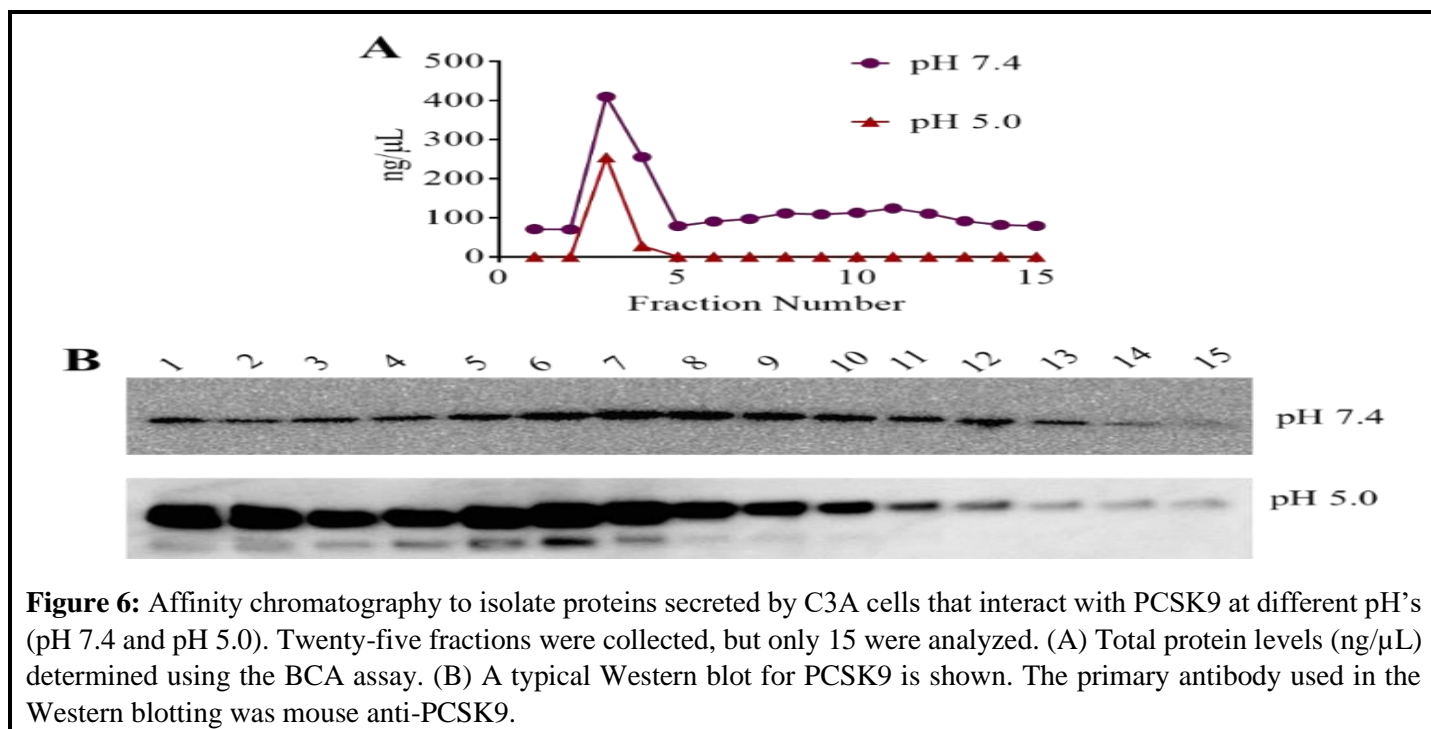 A
500
400
300
200
100
0
ng/µL
pH 7.4
pH 5.0
0 5 10 15
Fraction Number
B
1 2 3 4 5 6 7 8 9 10 11 12 13 14 15
pH 7.4
pH 5.0
Figure 6: Affinity chromatography to isolate proteins secreted by C3A cells that interact with PCSK9 at different pH's
(pH 7.4 and pH 5.0). Twenty-five fractions were collected, but only 15 were analyzed. (A) Total protein levels (ng/µL)
determined using the BCA assay. (B) A typical Western blot for PCSK9 is shown. The primary antibody used in the
Western blotting was mouse anti-PCSK9.